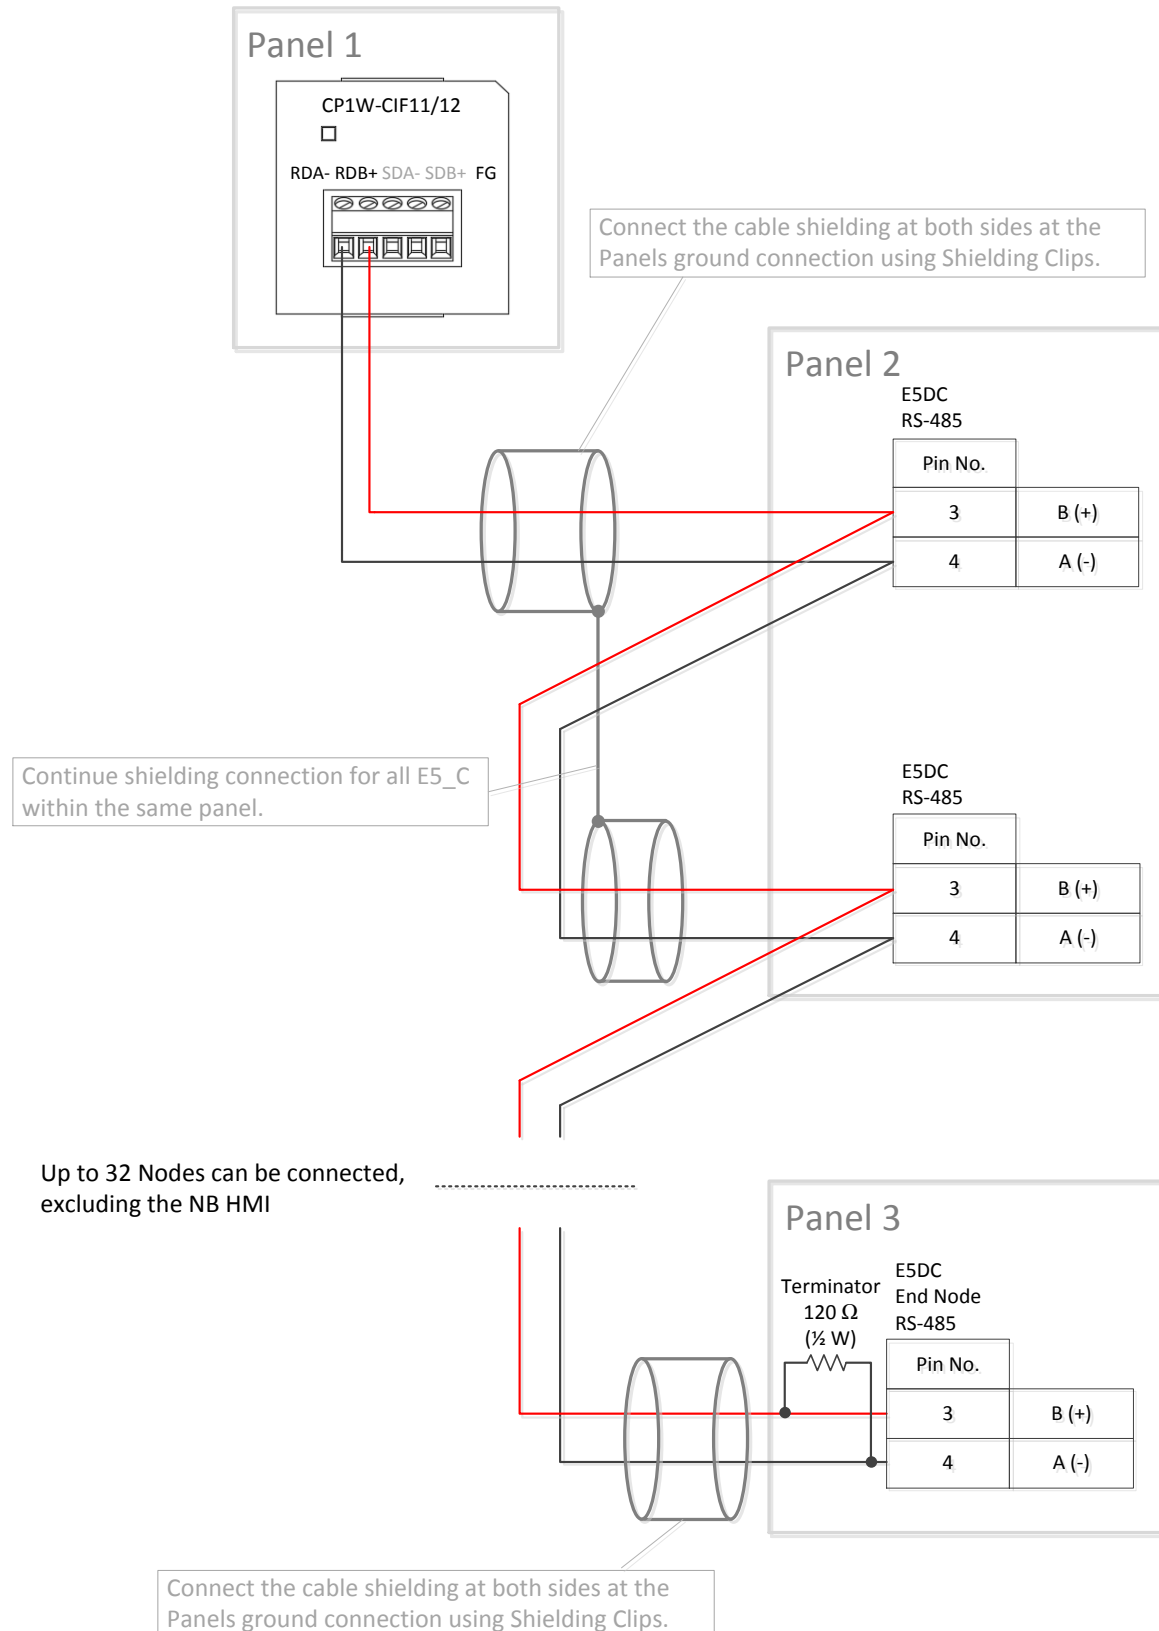 Panel 1
CP1W-CIF11/12
RDA- RDB+ SDA- SDB+ FG
Connect the cable shielding at both sides at the
Panels ground connection using Shielding Clips.
Panel 2
E5DC
RS-485
Pin No.
3 B (+)
4 A (-)
Continue shielding connection for all E5_C
within the same panel.
E5DC
RS-485
Pin No.
3 B (+)
4 A (-)
Up to 32 Nodes can be connected,
excluding the NB HMI
Panel 3
Terminator
120 Ω
(½ W)
E5DC
End Node
RS-485
Pin No.
3 B (+)
4 A (-)
Connect the cable shielding at both sides at the
Panels ground connection using Shielding Clips.